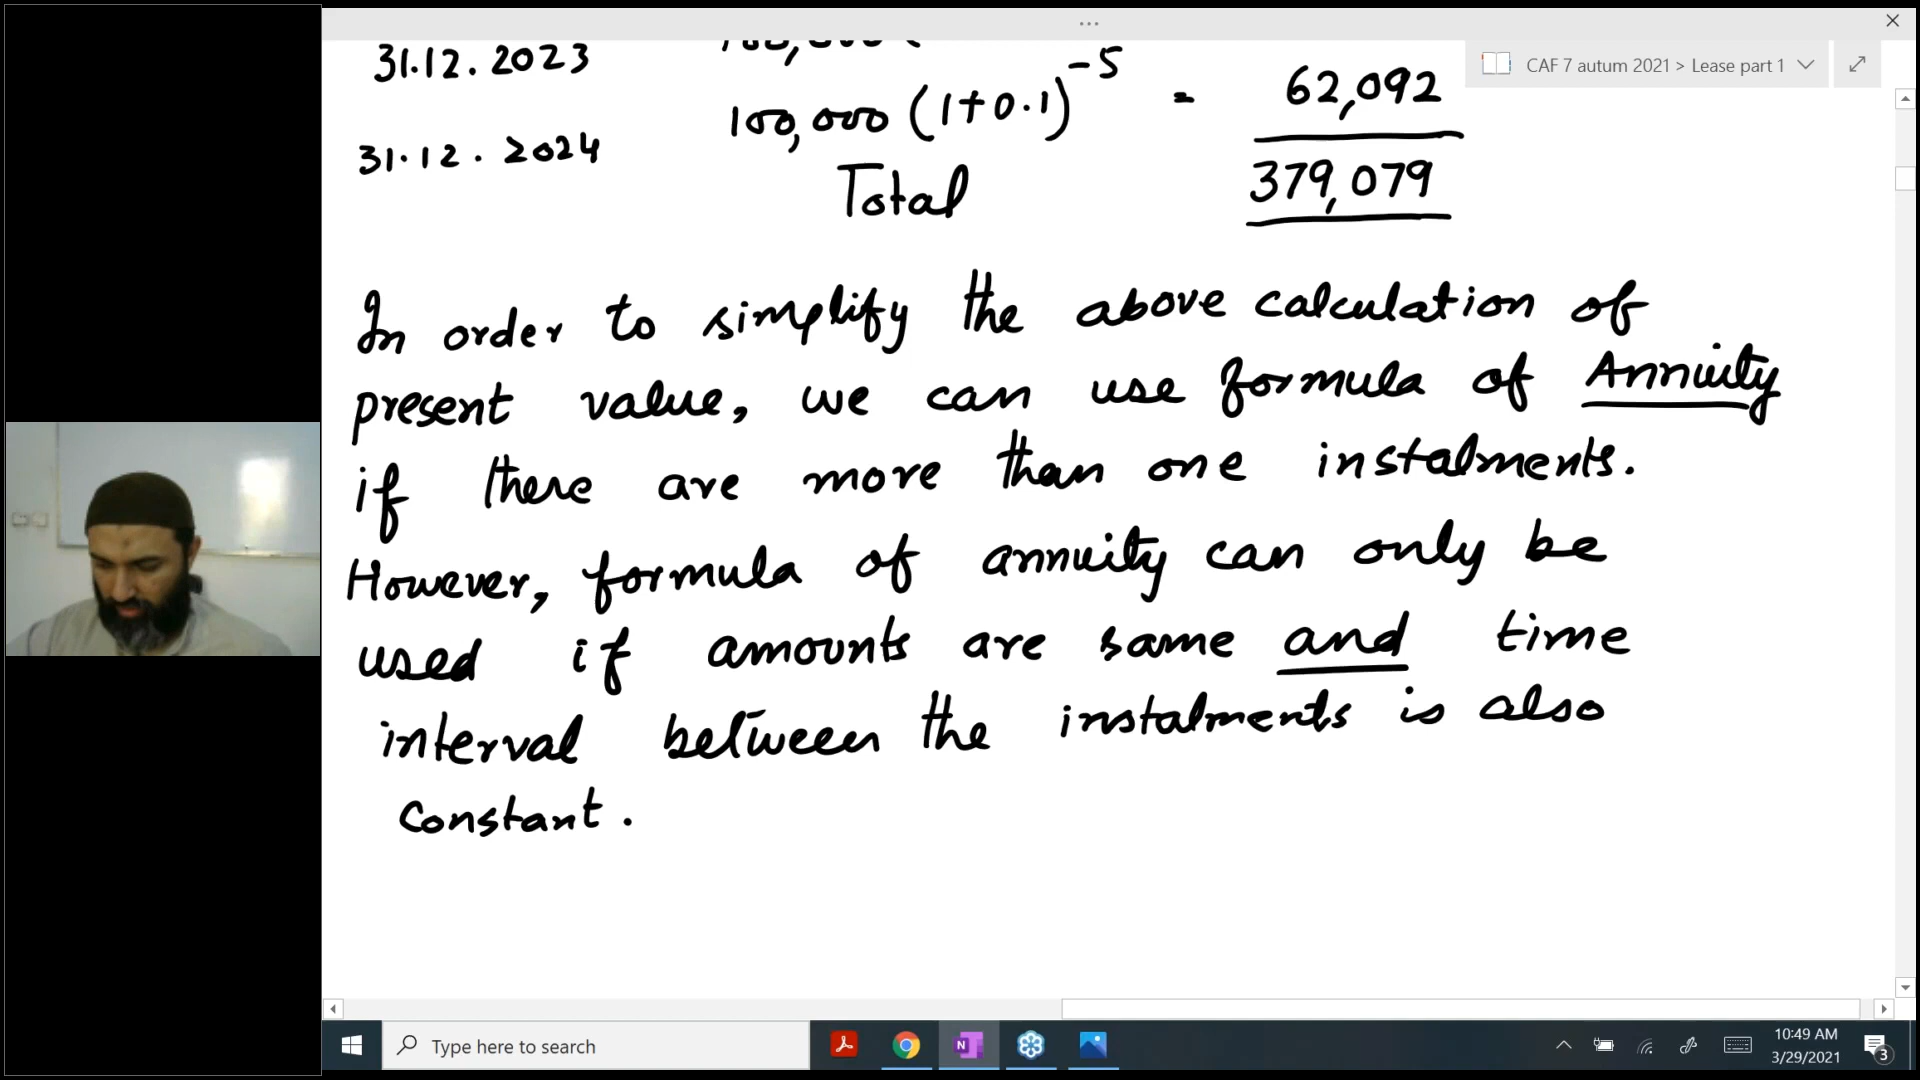 CAF 7 autum 2021 > Lease part 1
31.12.2023
100,000 (1+0.1)^-5 = 62,092
31.12.2024
Total 379,079
In order to simplify the above calculation of
present value, we can use formula of Annuity
if there are more than one instalments.
However, formula of annuity can only be
used if amounts are same and time
interval between the instalments is also
constant.
Type here to search
10:49 AM
3/29/2021
3